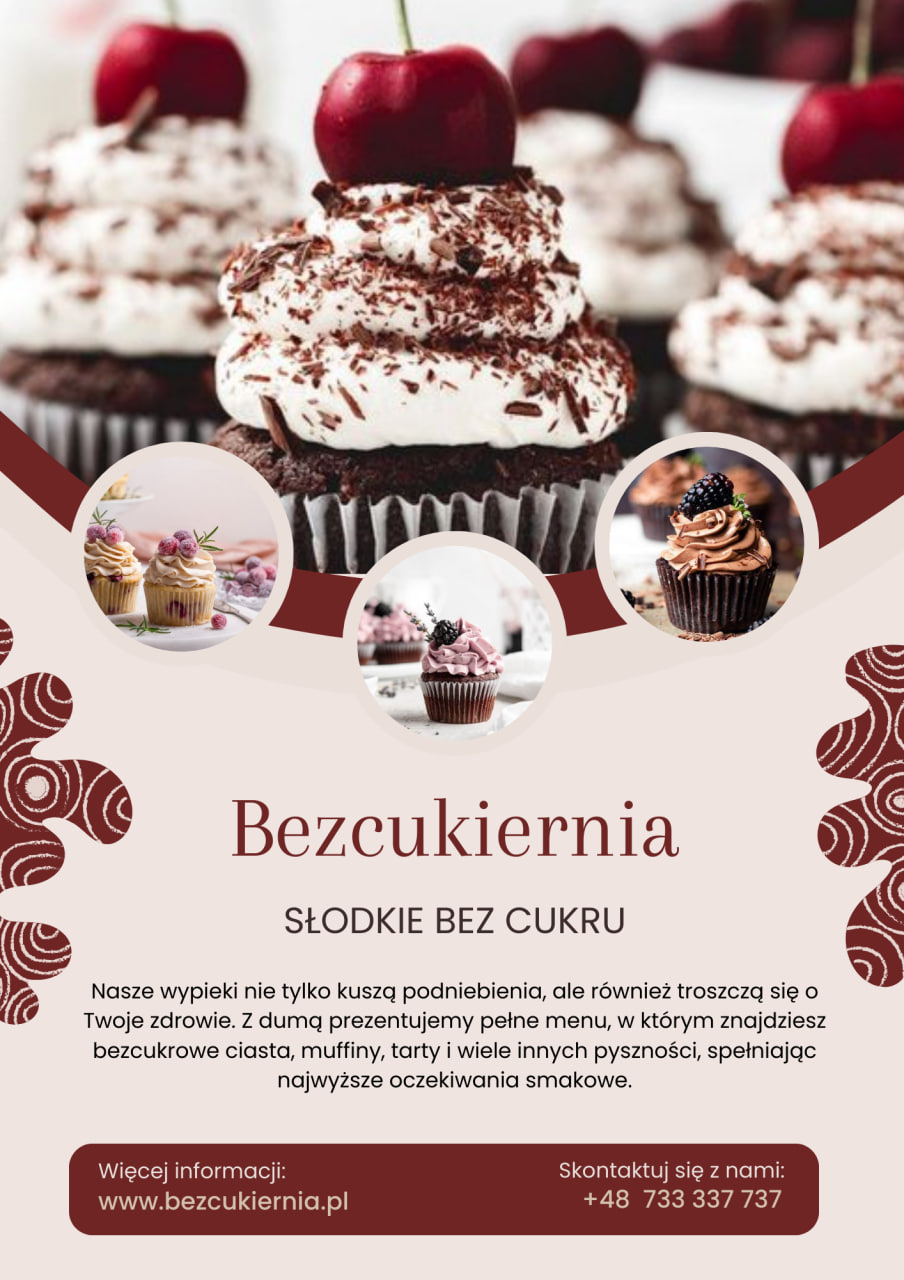 Bezcukiernia
SŁODKIE BEZ CUKRU
Nasze wypieki nie tylko kuszą podniebienia, ale również troszczą się o
Twoje zdrowie. Z dumą prezentujemy pełne menu, w którym znajdziesz
bezcukrowe ciasta, muffiny, tarty i wiele innych pyszności, spełniając
najwyższe oczekiwania smakowe.
Więcej informacji:
www.bezcukiernia.pl
Skontaktuj się z nami:
+48 733 337 737